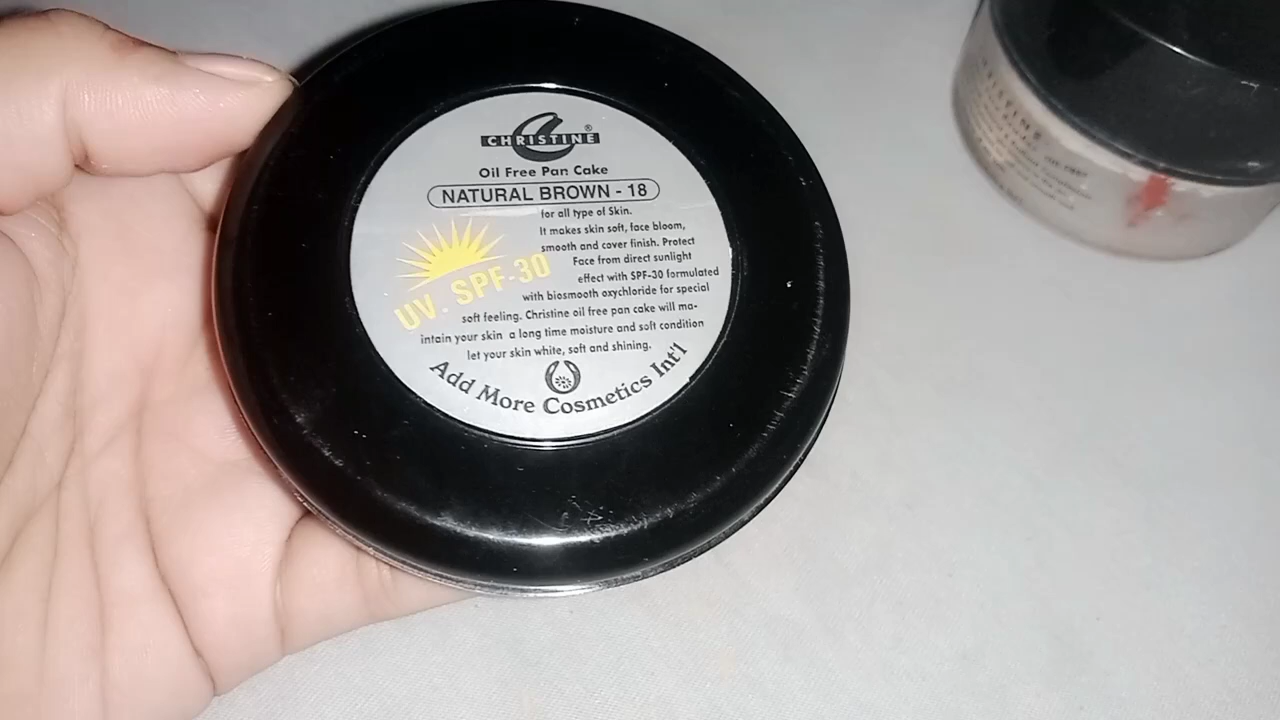 CHRISTINE®
Oil Free Pan Cake
NATURAL BROWN - 18
for all type of Skin.
It makes skin soft, face bloom,
smooth and cover finish. Protect
Face from direct sunlight
effect with SPF-30 formulated
with biosmooth oxychloride for special
soft feeling. Christine oil free pan cake will ma-
intain your skin a long time moisture and soft condition
let your skin white, soft and shining.
UV. SPF-30
Add More Cosmetics Int'l